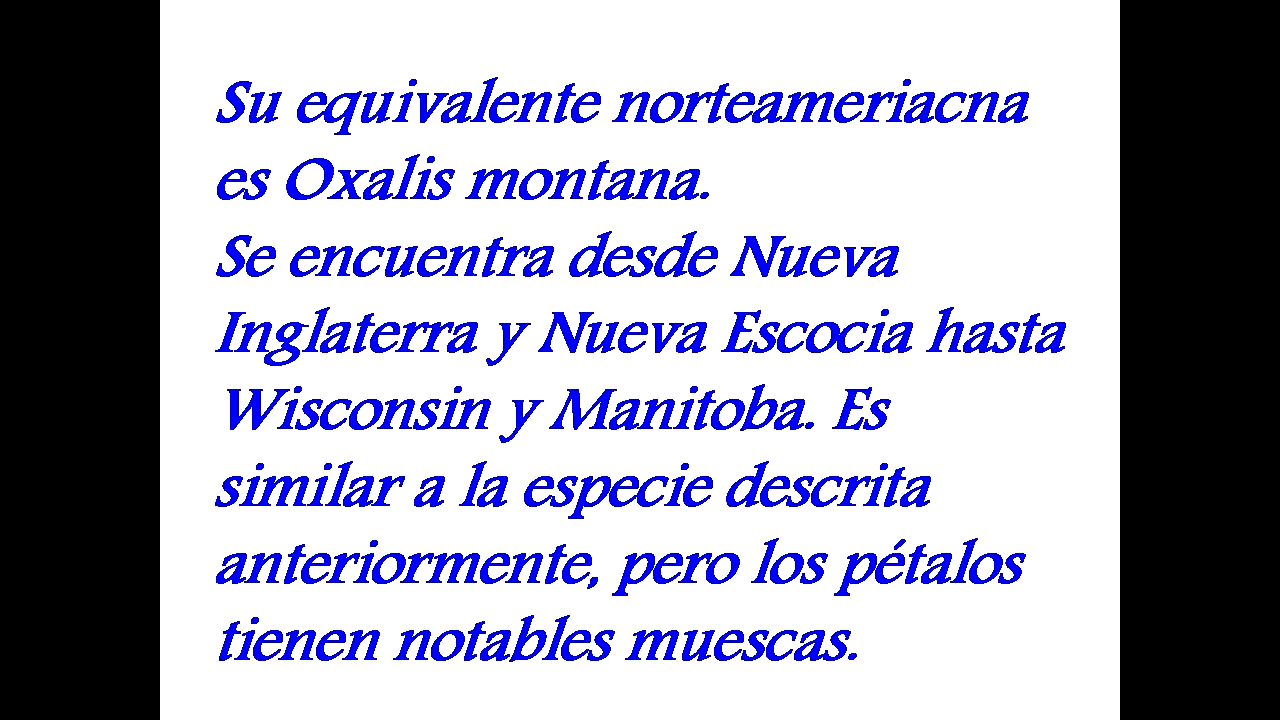 Su equivalente norteameriacna
es Oxalis montana.
Se encuentra desde Nueva
Inglaterra y Nueva Escocia hasta
Wisconsin y Manitoba. Es
similar a la especie descrita
anteriormente, pero los pétalos
tienen notables muescas.